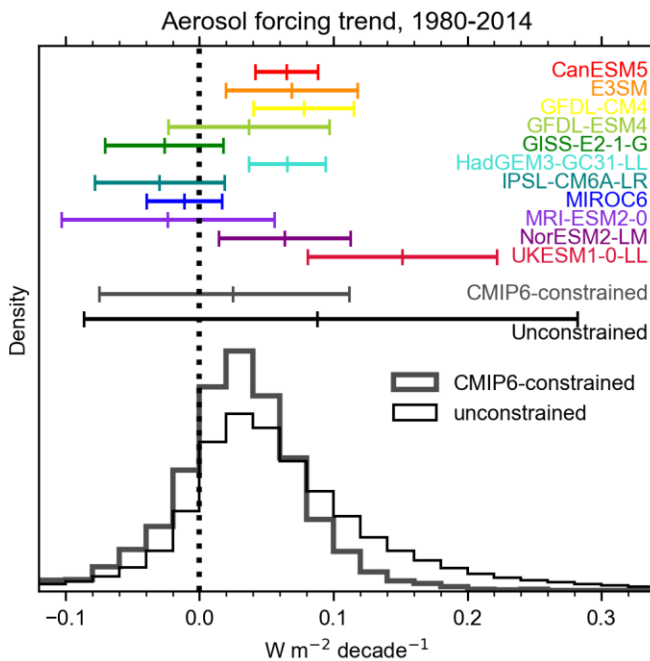 Aerosol forcing trend, 1980-2014
CanESM5
E3SM
GFDL-CM4
GFDL-ESM4
GISS-E2-1-G
HadGEM3-GC31-LL
IPSL-CM6A-LR
MIROC6
MRI-ESM2-0
NorESM2-LM
UKESM1-0-LL
CMIP6-constrained
Unconstrained
Density
CMIP6-constrained
unconstrained
−0.1 0.0 0.1 0.2 0.3
W m⁻² decade⁻¹